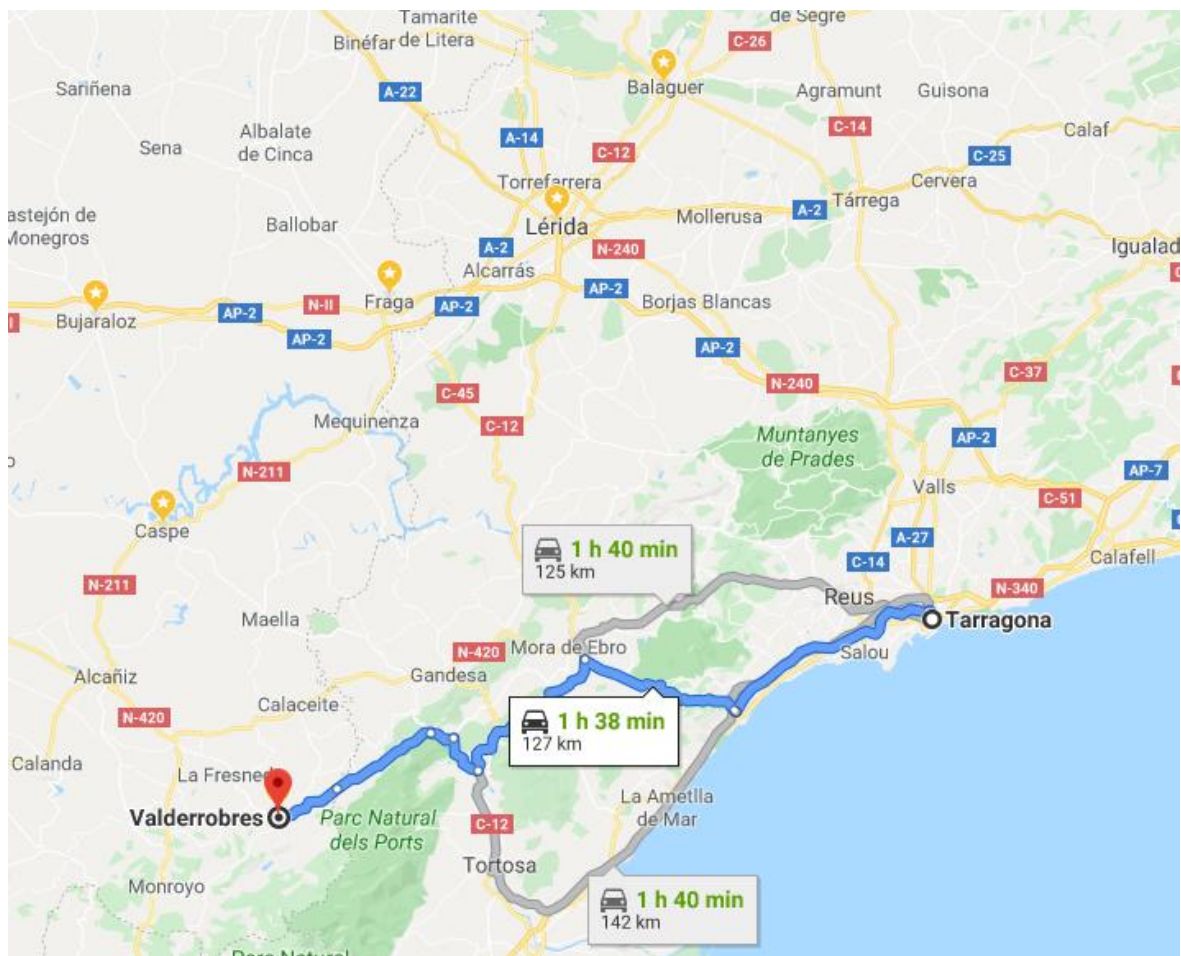 Tamarite
de Litera
de Segre
Binéfar
C-26
Sariñena
A-22
Balaguer
Agramunt
Guisona
Albalate
de Cinca
Sena
A-14
C-12
C-14
Calaf
C-25
Torrefarrera
Cervera
astejón de
Monegros
Ballobar
Lérida
Mollerusa
A-2
Tárrega
A-2
N-240
Igualad
Alcarrás
Fraga
N-II
AP-2
AP-2
Borjas Blancas
Bujaraloz
AP-2
AP-2
AP-2
C-45
N-240
C-37
Mequinenza
C-12
Muntanyes
de Prades
AP-2
N-211
AP-7
Valls
C-51
Caspe
A-27
1 h 40 min
125 km
C-14
Calafell
N-211
N-340
Reus
Maella
Tarragona
Mora de Ebro
N-420
Salou
Alcañiz
Gandesa
Calaceite
N-420
1 h 38 min
127 km
Calanda
La Fresned
La Ametlla
de Mar
Valderrobres
Parc Natural
dels Ports
C-12
Tortosa
Monroyo
1 h 40 min
142 km
Parc Natural